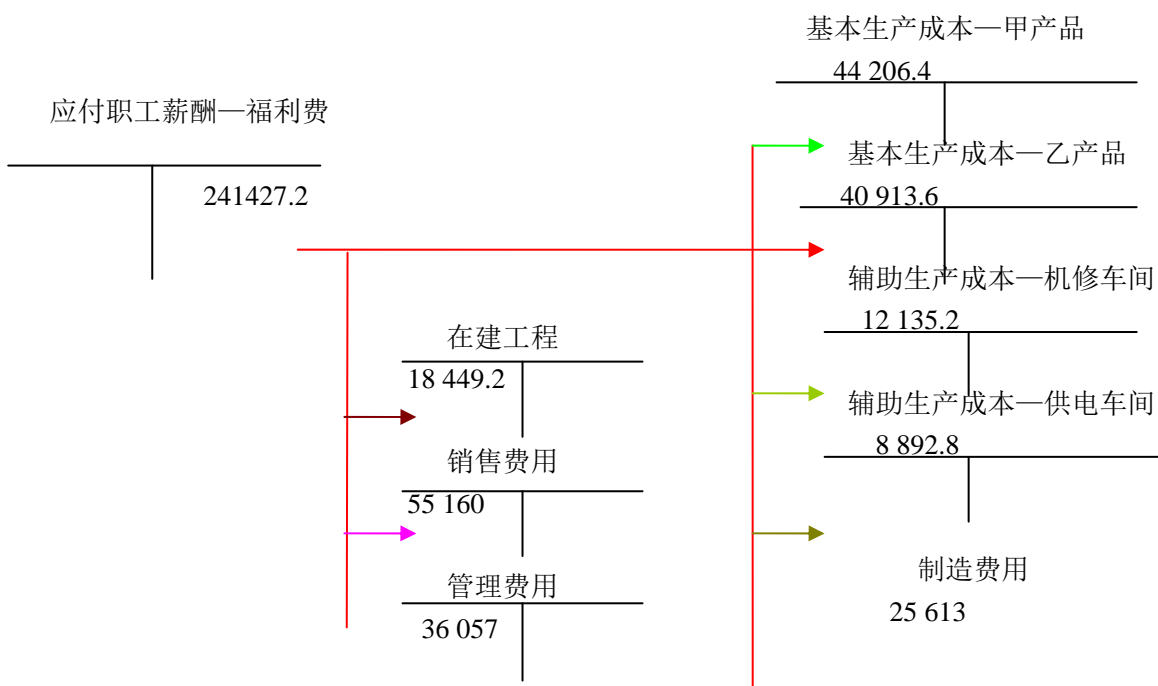 基本生产成本—甲产品
44 206.4
应付职工薪酬—福利费
241427.2
基本生产成本—乙产品
40 913.6
辅助生产成本—机修车间
12 135.2
在建工程
18 449.2
辅助生产成本—供电车间
8 892.8
销售费用
55 160
管理费用
36 057
制造费用
25 613